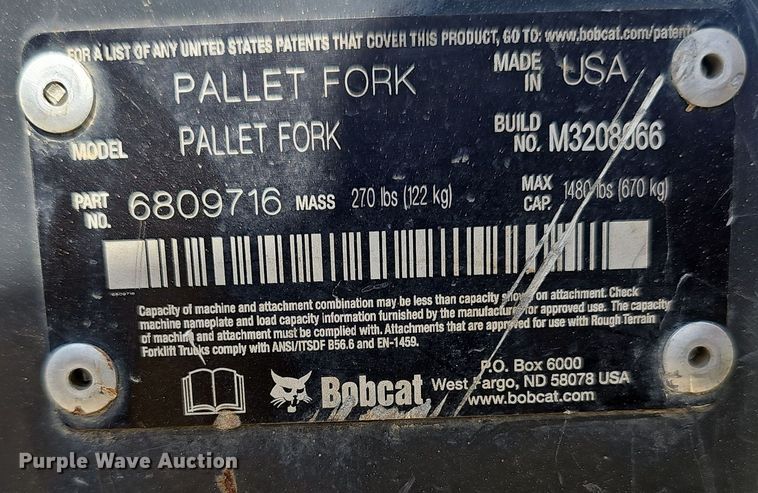 FOR A LIST OF ANY UNITED STATES PATENTS THAT COVER THIS PRODUCT, GO TO: www.bobcat.com/patents
PALLET FORK MADE IN USA
MODEL PALLET FORK BUILD NO. M3208066
PART NO. 6809716 MASS 270 lbs (122 kg) MAX CAP. 1480 lbs (670 kg)
6809716
Capacity of machine and attachment combination may be less than capacity shown on attachment. Check
machine nameplate and load capacity information furnished by the manufacturer for approved use. The capacity
of machine and attachment must be complied with. Attachments that are approved for use with Rough Terrain
Forklift Trucks comply with ANSI/ITSDF B56.6 and EN-1459.
Bobcat. P.O. Box 6000
West Fargo, ND 58078 USA
www.bobcat.com
Purple Wave Auction